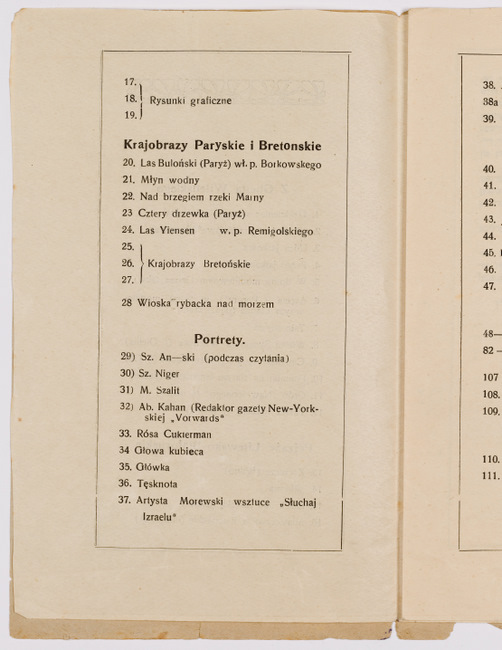 17.
18. Rysunki graficzne
19.
Krajobrazy Paryskie i Bretonskie
20. Las Buloński (Paryż) wł. p. Borkowskego
21. Młyn wodny
22. Nad brzegiem rzeki Marny
23 Cztery drzewka (Paryż)
24. Las Yiensen w. p. Remigolskiego
25.
26. Krajobrazy Bretońskie
27.
28 Wioska rybacka nad morzem
Portrety.
29) Sz. An—ski (podczas czytania)
30) Sz. Niger
31) M. Szalit
32) Ab. Kahan (Redaktor gazety New-York-
skiej „Vorwards"
33. Rósa Cukierman
34 Głowa kubieca
35. Główka
36. Tęsknota
37. Artysta Morewski wsztuce „Słuchaj
Izraelu"
38.
38a
39.
40.
41.
42.
43.
44.
45.
46.
47.
48—
82 —
107
108.
109.
110.
111.